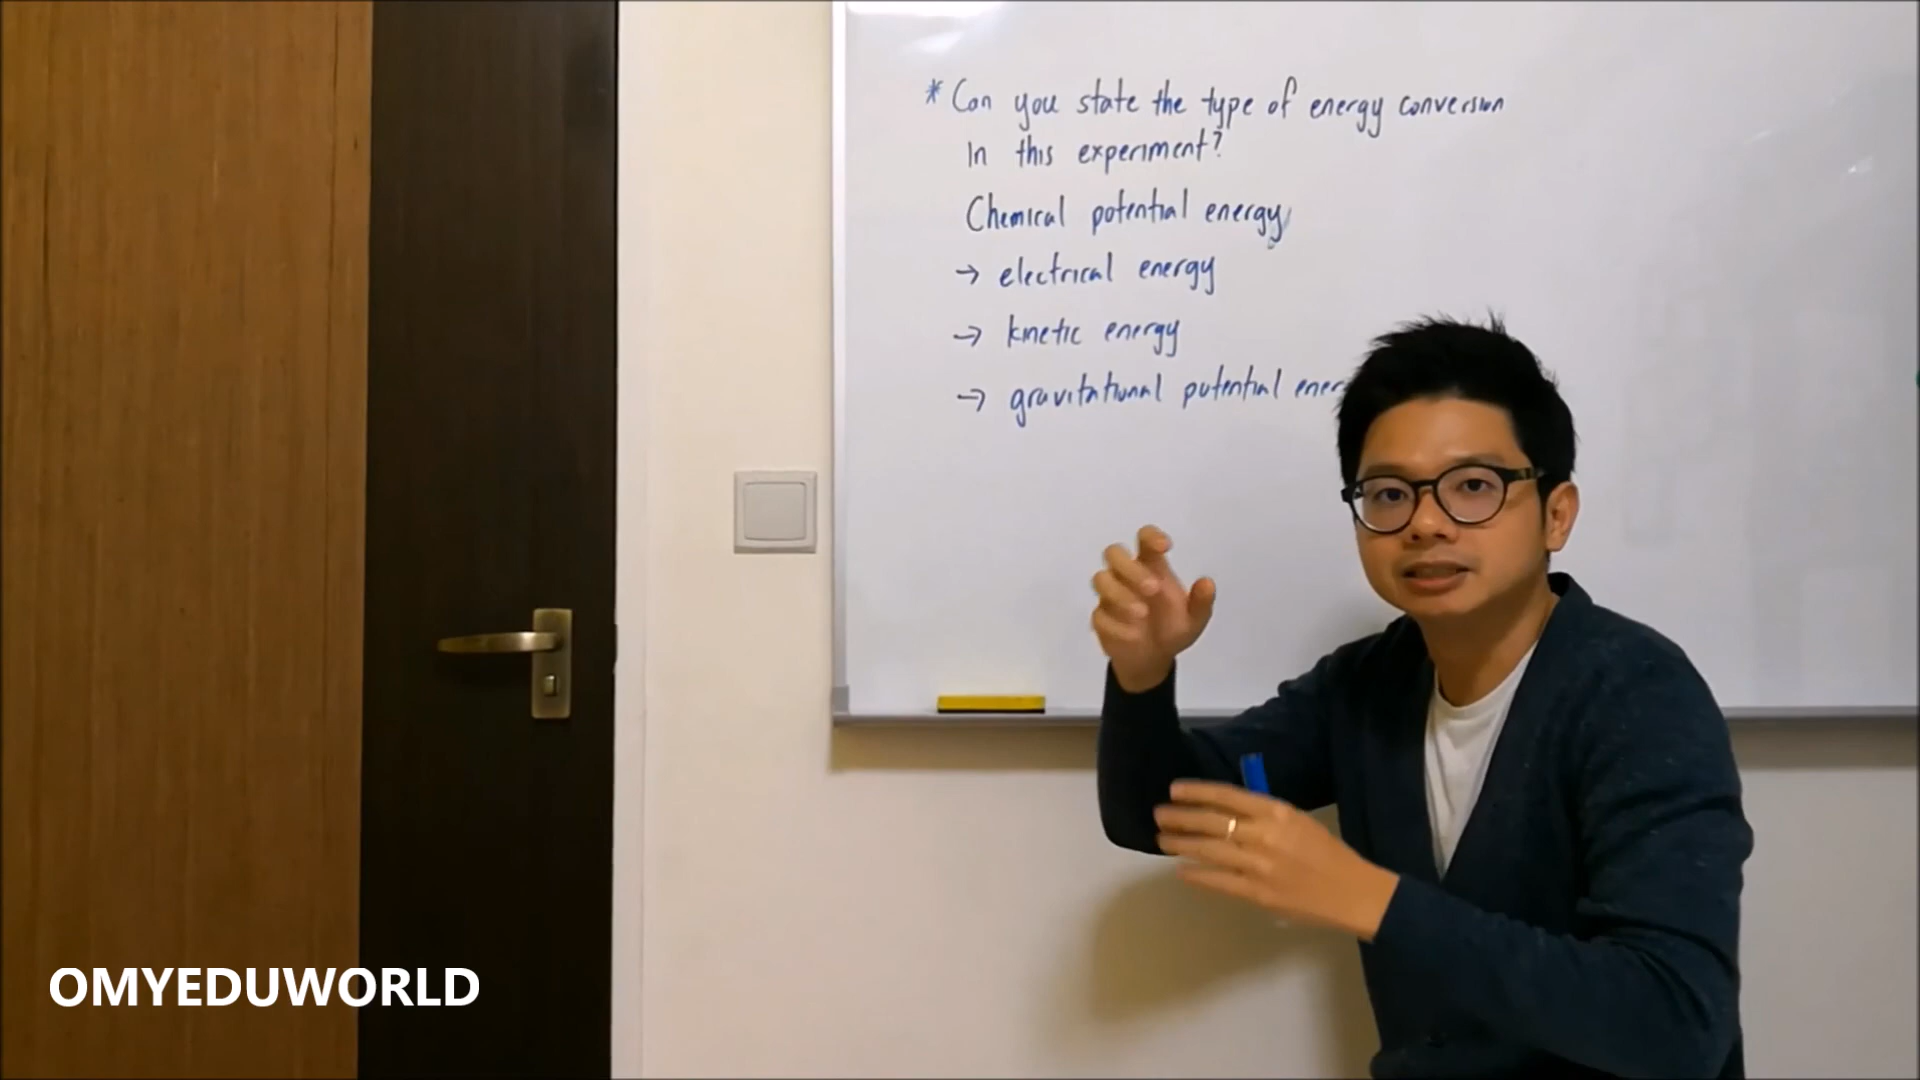 * Can you state the type of energy conversion
In this experiment?
Chemical potential energy
→ electrical energy
→ kinetic energy
→ gravitational potential ener
OMYEDUWORLD